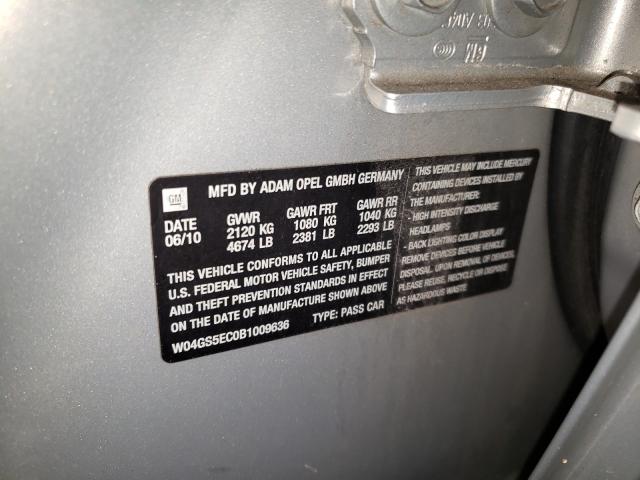 GM
MFD BY ADAM OPEL GMBH GERMANY
DATE GVWR GAWR FRT GAWR RR
06/10 2120 KG 1080 KG 1040 KG
4674 LB 2381 LB 2293 LB
THIS VEHICLE CONFORMS TO ALL APPLICABLE
U.S. FEDERAL MOTOR VEHICLE SAFETY, BUMPER
AND THEFT PREVENTION STANDARDS IN EFFECT
ON THE DATE OF MANUFACTURE SHOWN ABOVE
W04GS5EC0B1009636 TYPE: PASS CAR
THIS VEHICLE MAY INCLUDE MERCURY
CONTAINING DEVICES INSTALLED BY
THE MANUFACTURER:
- HIGH INTENSITY DISCHARGE
HEADLAMPS
- BACK LIGHTING COLOR DISPLAY
REMOVE DEVICES BEFORE VEHICLE
DISPOSAL. UPON REMOVAL OF DEVICES,
PLEASE REUSE, RECYCLE OR DISPOSE
AS HAZARDOUS WASTE
GM